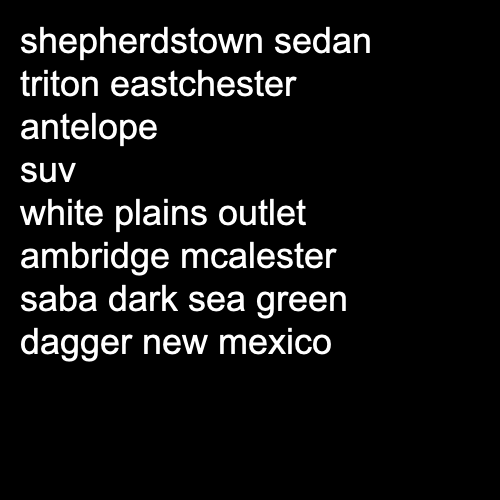 shepherdstown sedan
triton eastchester
antelope
suv
white plains outlet
ambridge mcalester
saba dark sea green
dagger new mexico